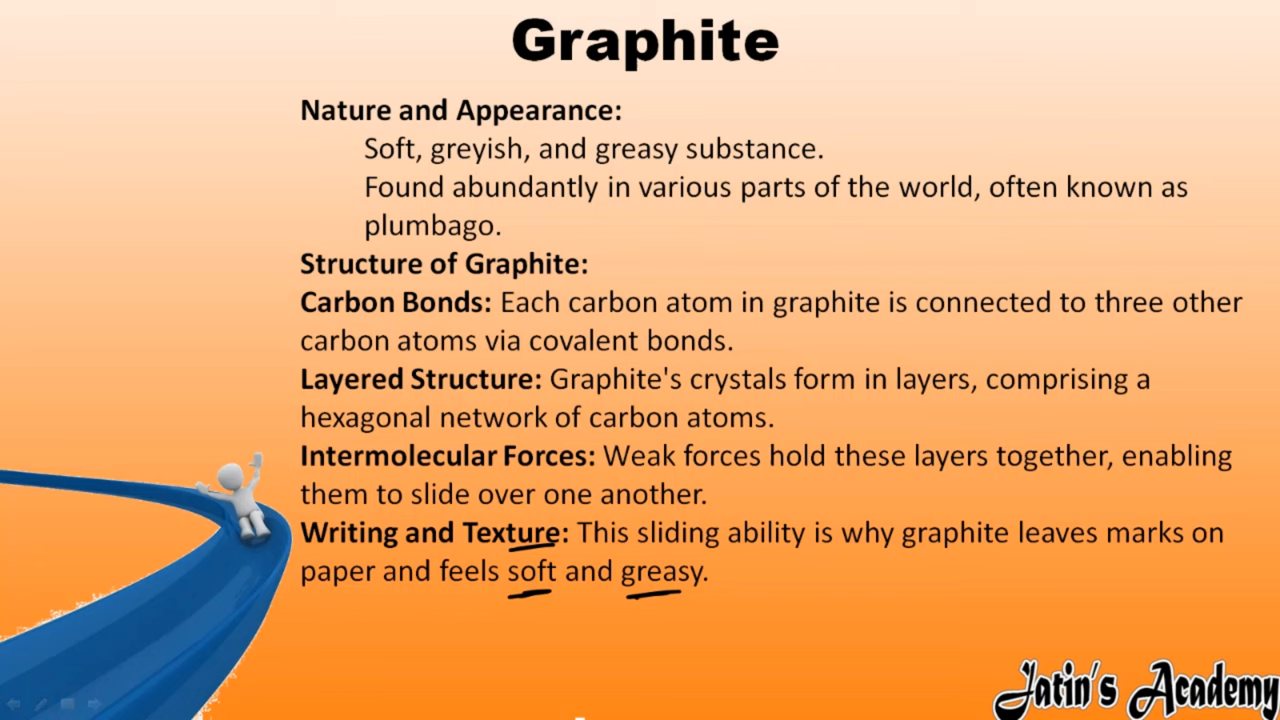 Graphite
Nature and Appearance:
Soft, greyish, and greasy substance.
Found abundantly in various parts of the world, often known as
plumbago.
Structure of Graphite:
Carbon Bonds: Each carbon atom in graphite is connected to three other
carbon atoms via covalent bonds.
Layered Structure: Graphite's crystals form in layers, comprising a
hexagonal network of carbon atoms.
Intermolecular Forces: Weak forces hold these layers together, enabling
them to slide over one another.
Writing and Texture: This sliding ability is why graphite leaves marks on
paper and feels soft and greasy.
Jatin's Academy